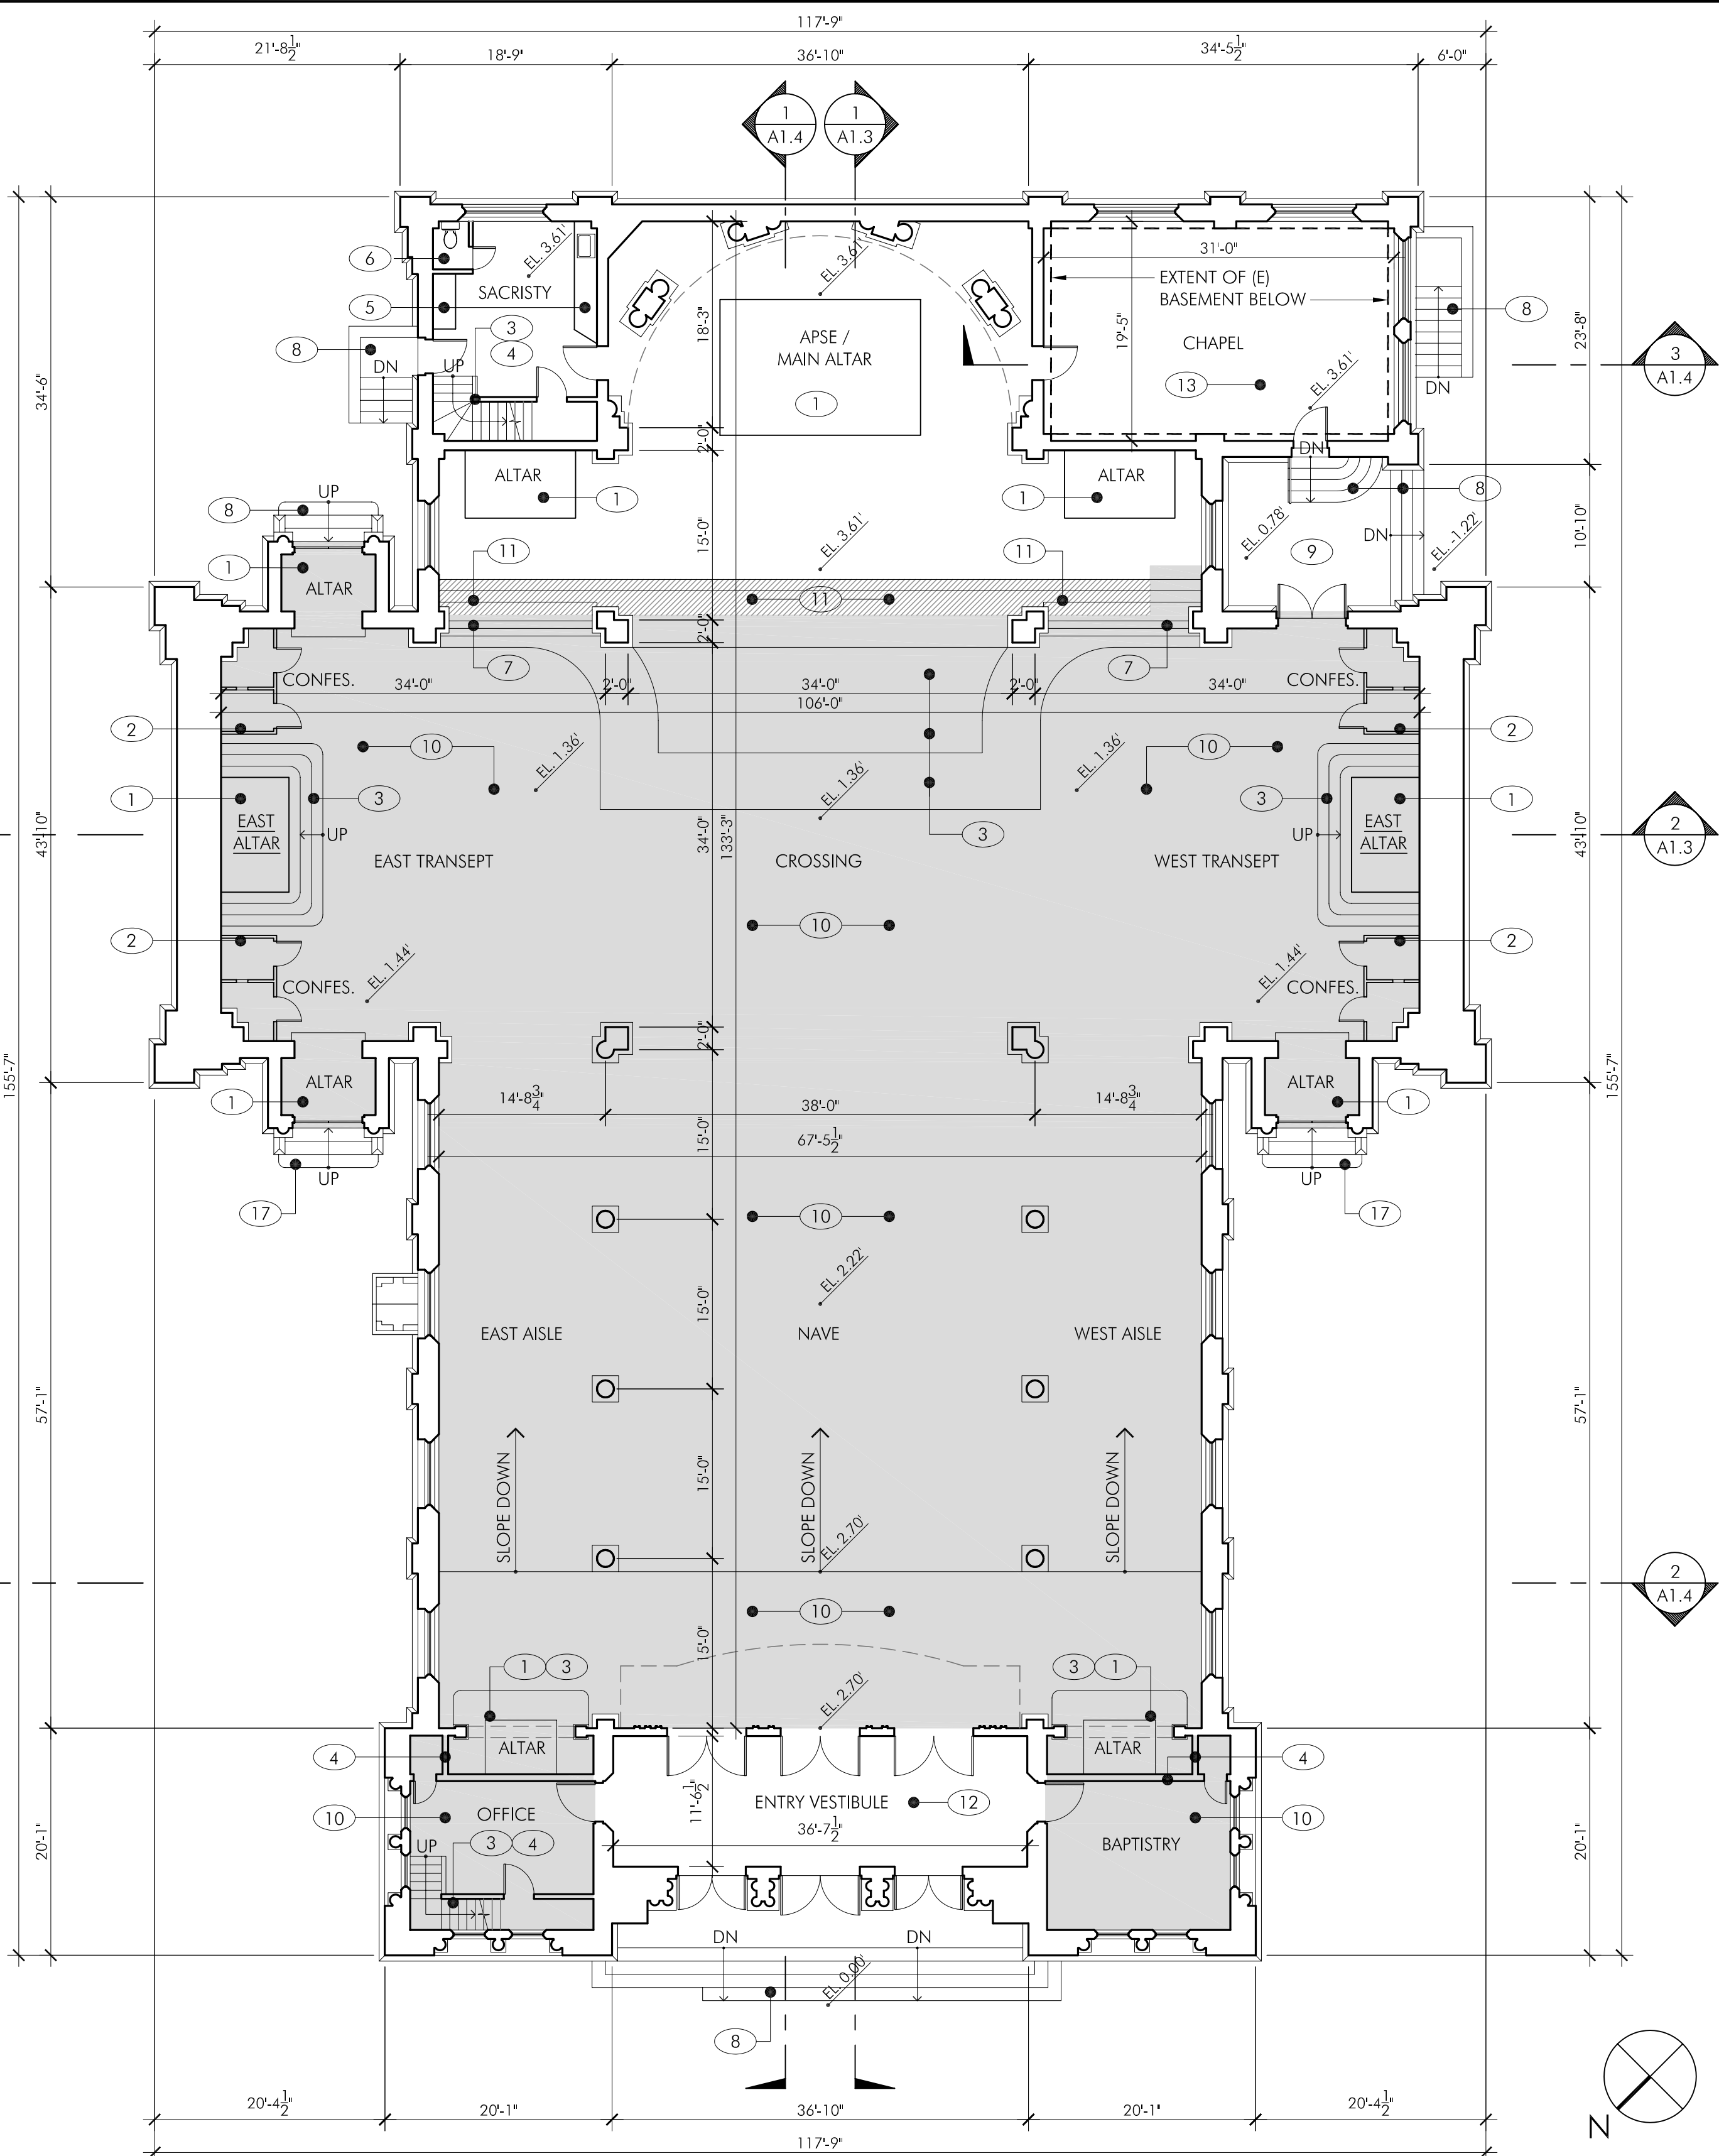 117'-9"
21'-8½"
18'-9"
36'-10"
34'-5½"
6'-0"
1
A1.4
1
A1.3
6
EL. 3.61'
SACRISTY
5
3
4
8
DN
UP
18'-3"
EL. 3.61'
APSE /
MAIN ALTAR
1
31'-0"
EXTENT OF (E)
BASEMENT BELOW
19'-5"
CHAPEL
13
EL. 3.61'
8
DN
23'-8"
3
A1.4
34'-6"
2'-0"
ALTAR
1
ALTAR
1
DN
8
UP
8
15'-0"
EL. 3.61'
EL. 0.78'
9
DN
EL. -1.22'
10'-10"
1
ALTAR
11
11
11
7
2'-0"
7
CONFES.
CONFES.
34'-0"
2'-0"
34'-0"
2'-0"
34'-0"
106'-0"
2
10
10
2
EL. 1.36'
EL. 1.36'
EL. 1.36'
1
3
3
1
EAST
ALTAR
UP
3
UP
EAST
ALTAR
43'-10"
34'-0"
133'-3"
43'-10"
2
A1.3
EAST TRANSEPT
CROSSING
WEST TRANSEPT
2
10
2
EL. 1.44'
EL. 1.44'
CONFES.
CONFES.
2'-0"
155'-7"
155'-7"
ALTAR
1
ALTAR
1
14'-8¾"
38'-0"
14'-8¾"
15'-0"
67'-5½"
UP
UP
17
17
10
EL. 2.22'
15'-0"
EAST AISLE
NAVE
WEST AISLE
57'-1"
57'-1"
SLOPE DOWN
15'-0"
SLOPE DOWN
SLOPE DOWN
EL. 2.70'
2
A1.4
10
15'-0"
1
3
3
1
EL. 2.70'
4
ALTAR
ALTAR
4
10
OFFICE
11'-6½"
ENTRY VESTIBULE
12
10
36'-7½"
3
4
UP
BAPTISTRY
20'-1"
20'-1"
DN
DN
EL. 0.00'
8
N
20'-4½"
20'-1"
36'-10"
20'-1"
20'-4½"
117'-9"